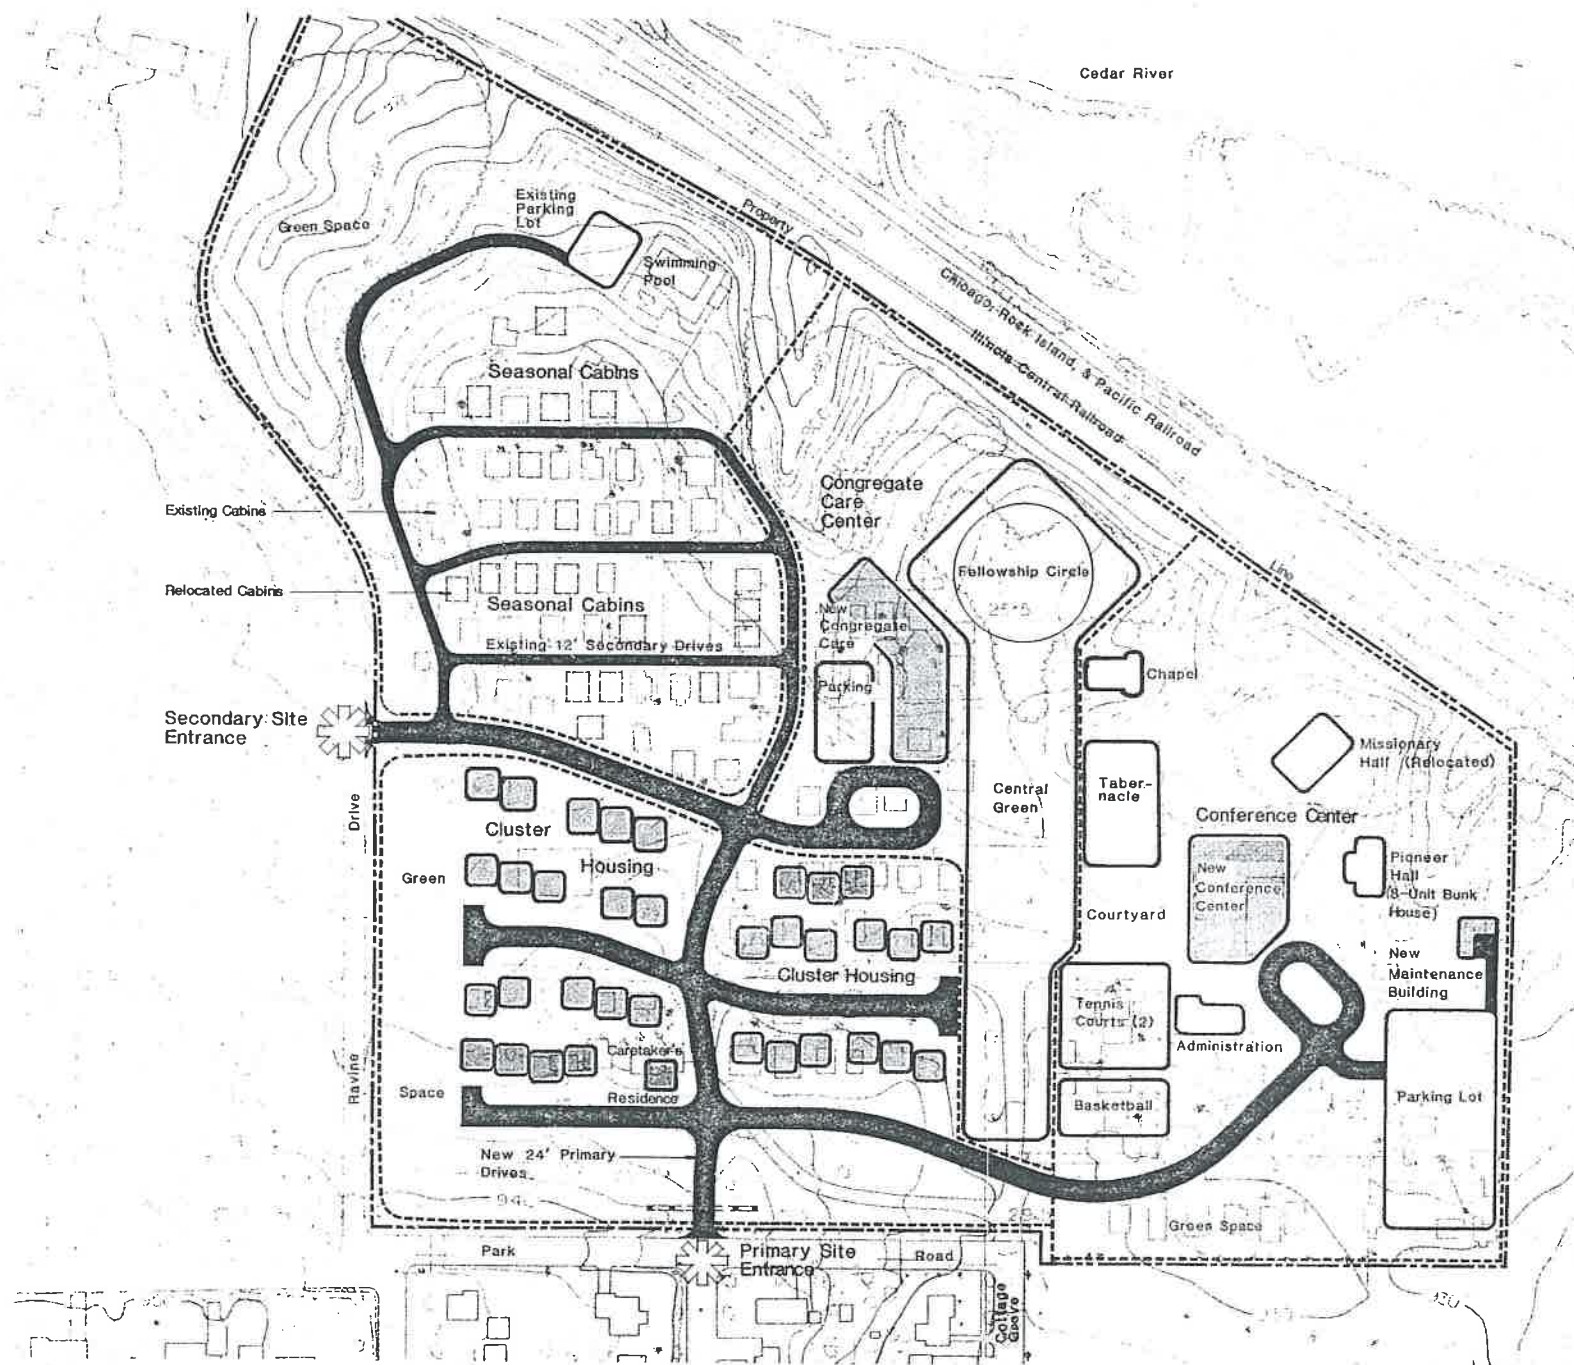 Cedar River
Existing
Parking
Lot
Green Space
Property
Swimming
Pool
Chicago, Rock Island, & Pacific Railroad
Illinois Central Railroad
Seasonal Cabins
Congregate
Care
Center
Existing Cabins
Fellowship Circle
Line
Relocated Cabins
Seasonal Cabins
New
Congregate
Care
Existing 12' Secondary Drives
Chapel
Parking
Secondary Site
Entrance
Missionary
Hall (Relocated)
Central
Green
Taber-
nacle
Drive
Conference Center
Cluster
Housing
Green
New
Conference
Center
Pioneer
Hall
(8-Unit Bunk
House)
Courtyard
Cluster Housing
New
Maintenance
Building
Tennis
Courts (2)
Administration
Caretaker's
Residence
Ravine
Space
Basketball
Parking Lot
New 24' Primary
Drives
94
Green Space
Park
Primary Site
Entrance
Road
Cottage
Grove
930